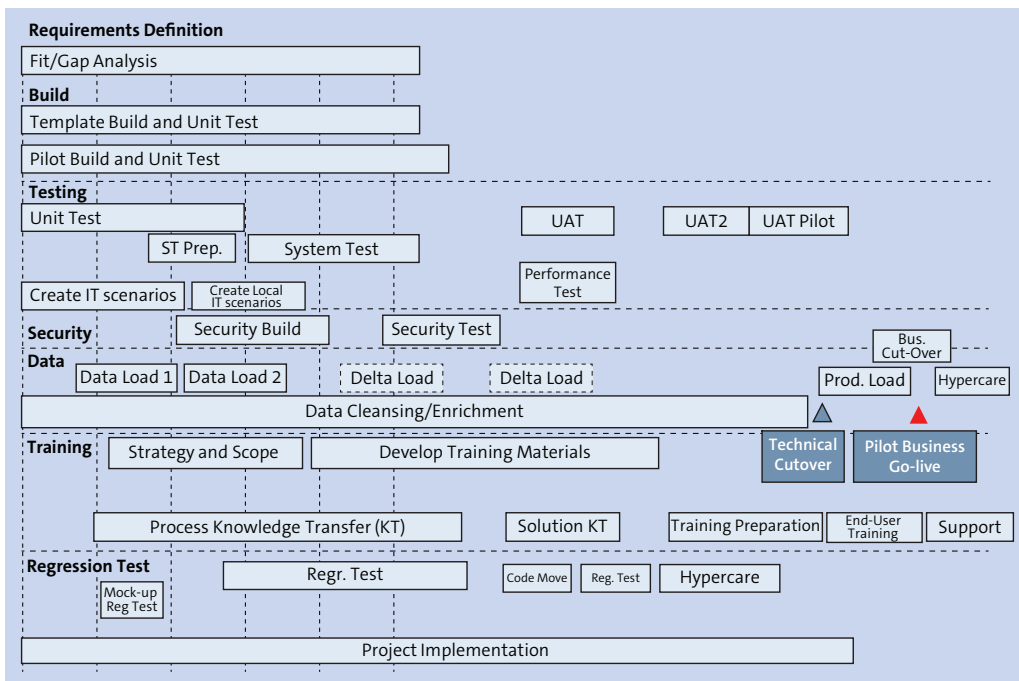 Requirements Definition
Fit/Gap Analysis
Build
Template Build and Unit Test
Pilot Build and Unit Test
Testing
Unit Test
UAT
UAT2
UAT Pilot
ST Prep.
System Test
Performance
Test
Create IT scenarios
Create Local
IT scenarios
Security
Security Build
Security Test
Bus.
Cut-Over
Data
Data Load 1
Data Load 2
Delta Load
Delta Load
Prod. Load
Hypercare
Data Cleansing/Enrichment
Training
Strategy and Scope
Develop Training Materials
Technical
Cutover
Pilot Business
Go-live
Process Knowledge Transfer (KT)
Solution KT
Training Preparation
End-User
Training
Support
Regression Test
Mock-up
Reg Test
Regr. Test
Code Move
Reg. Test
Hypercare
Project Implementation